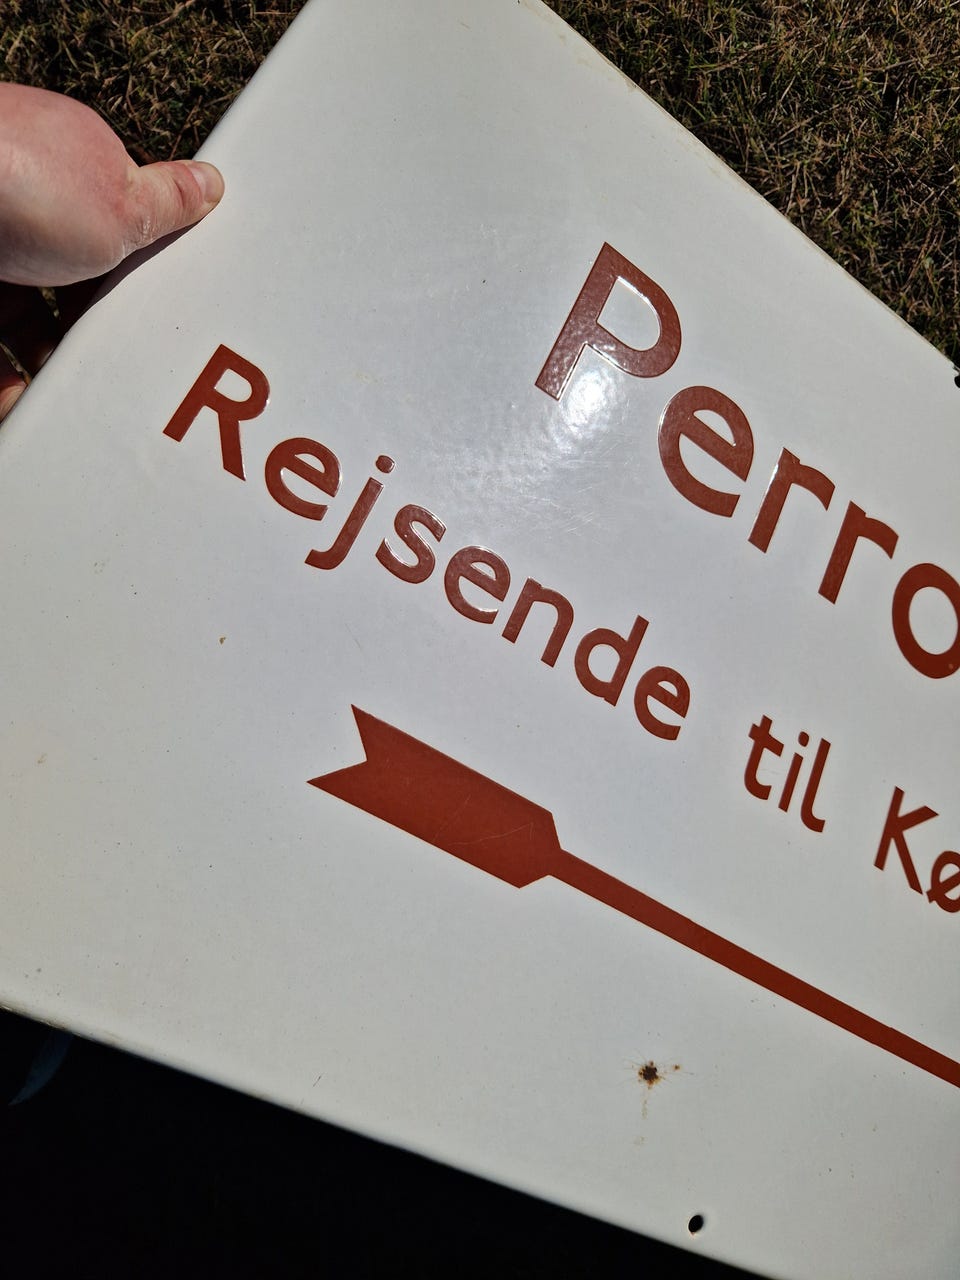 Perro
Rejsende til Kø